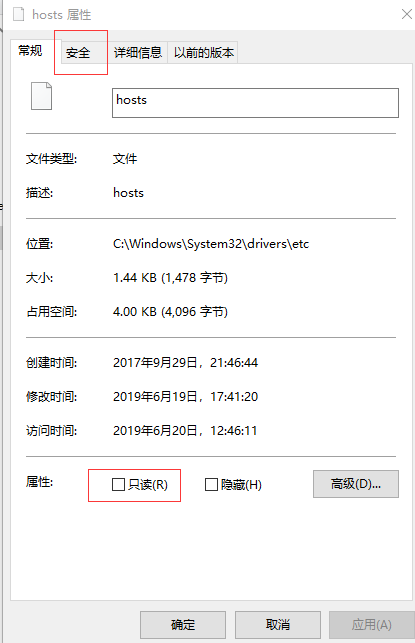 hosts 属性
常规 安全 详细信息 以前的版本
hosts
文件类型: 文件
描述: hosts
位置: C:\Windows\System32\drivers\etc
大小: 1.44 KB (1,478 字节)
占用空间: 4.00 KB (4,096 字节)
创建时间: 2017年9月29日，21:46:44
修改时间: 2019年6月19日，17:41:20
访问时间: 2019年6月20日，12:46:11
属性: 只读(R) 隐藏(H) 高级(D)...
确定 取消 应用(A)